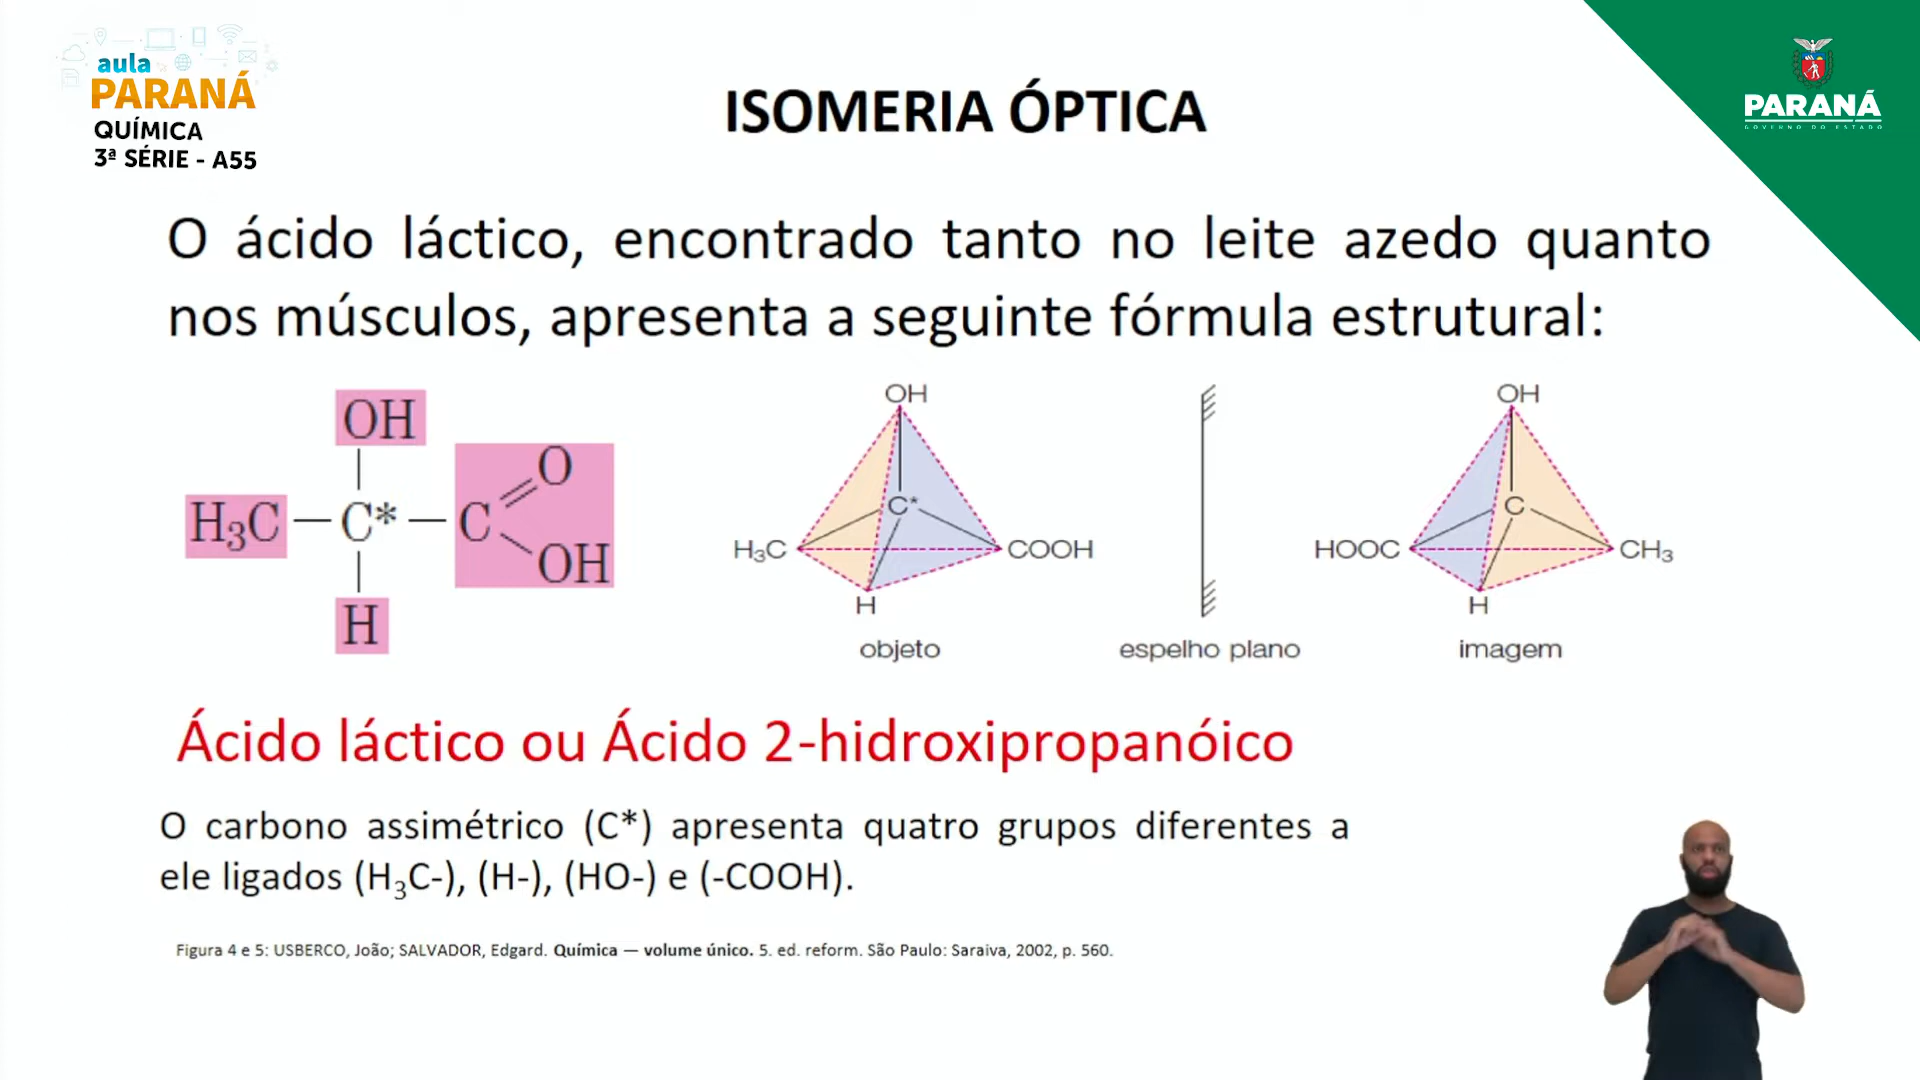 aula
PARANÁ
QUÍMICA
3ª SÉRIE - A55
PARANÁ
GOVERNO DO ESTADO
ISOMERIA ÓPTICA
O ácido láctico, encontrado tanto no leite azedo quanto
nos músculos, apresenta a seguinte fórmula estrutural:
OH
O
H₃C — C* — C
OH
H
OH
C*
H₃C
COOH
H
objeto
espelho plano
OH
C
HOOC
CH₃
H
imagem
Ácido láctico ou Ácido 2-hidroxipropanóico
O carbono assimétrico (C*) apresenta quatro grupos diferentes a
ele ligados (H₃C-), (H-), (HO-) e (-COOH).
Figura 4 e 5: USBERCO, João; SALVADOR, Edgard. Química — volume único. 5. ed. reform. São Paulo: Saraiva, 2002, p. 560.